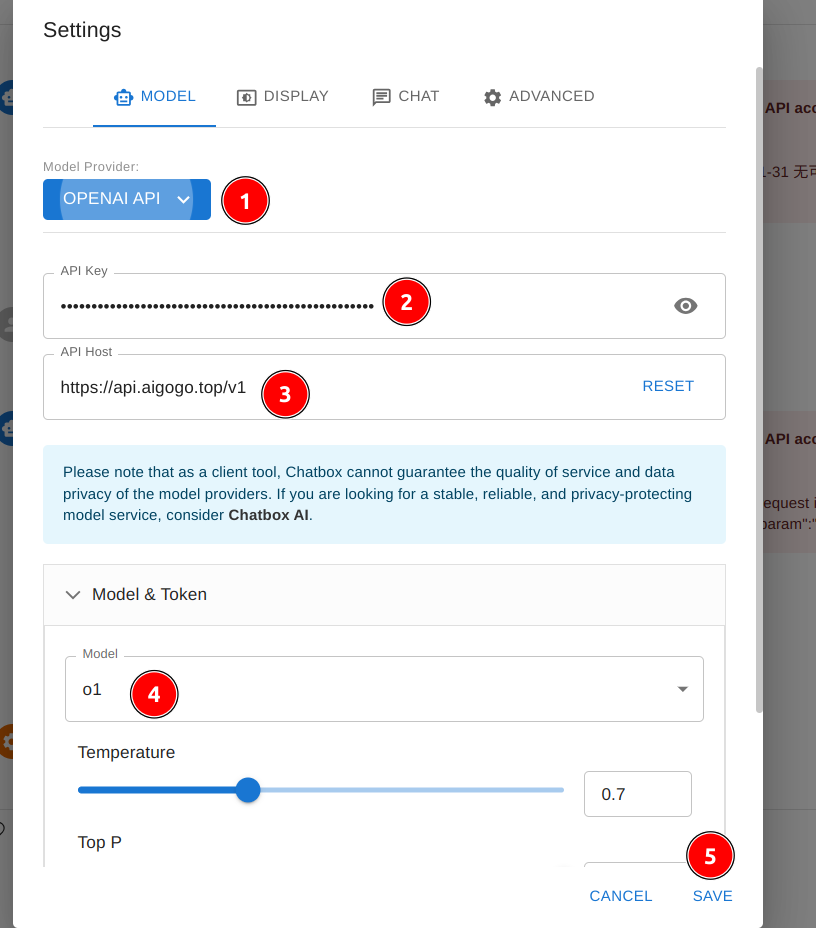 Settings
MODEL
DISPLAY
CHAT
ADVANCED
API acc
Model Provider:
1-31 无可
OPENAI API
1
API Key
••••••••••••••••••••••••••••••••••••••••••••••••••••
2
API Host
https://api.aigogo.top/v1
3
RESET
API acc
Please note that as a client tool, Chatbox cannot guarantee the quality of service and data
privacy of the model providers. If you are looking for a stable, reliable, and privacy-protecting
model service, consider Chatbox AI.
equest i
param":"
Model & Token
Model
o1
4
Temperature
0.7
Top P
5
CANCEL
SAVE